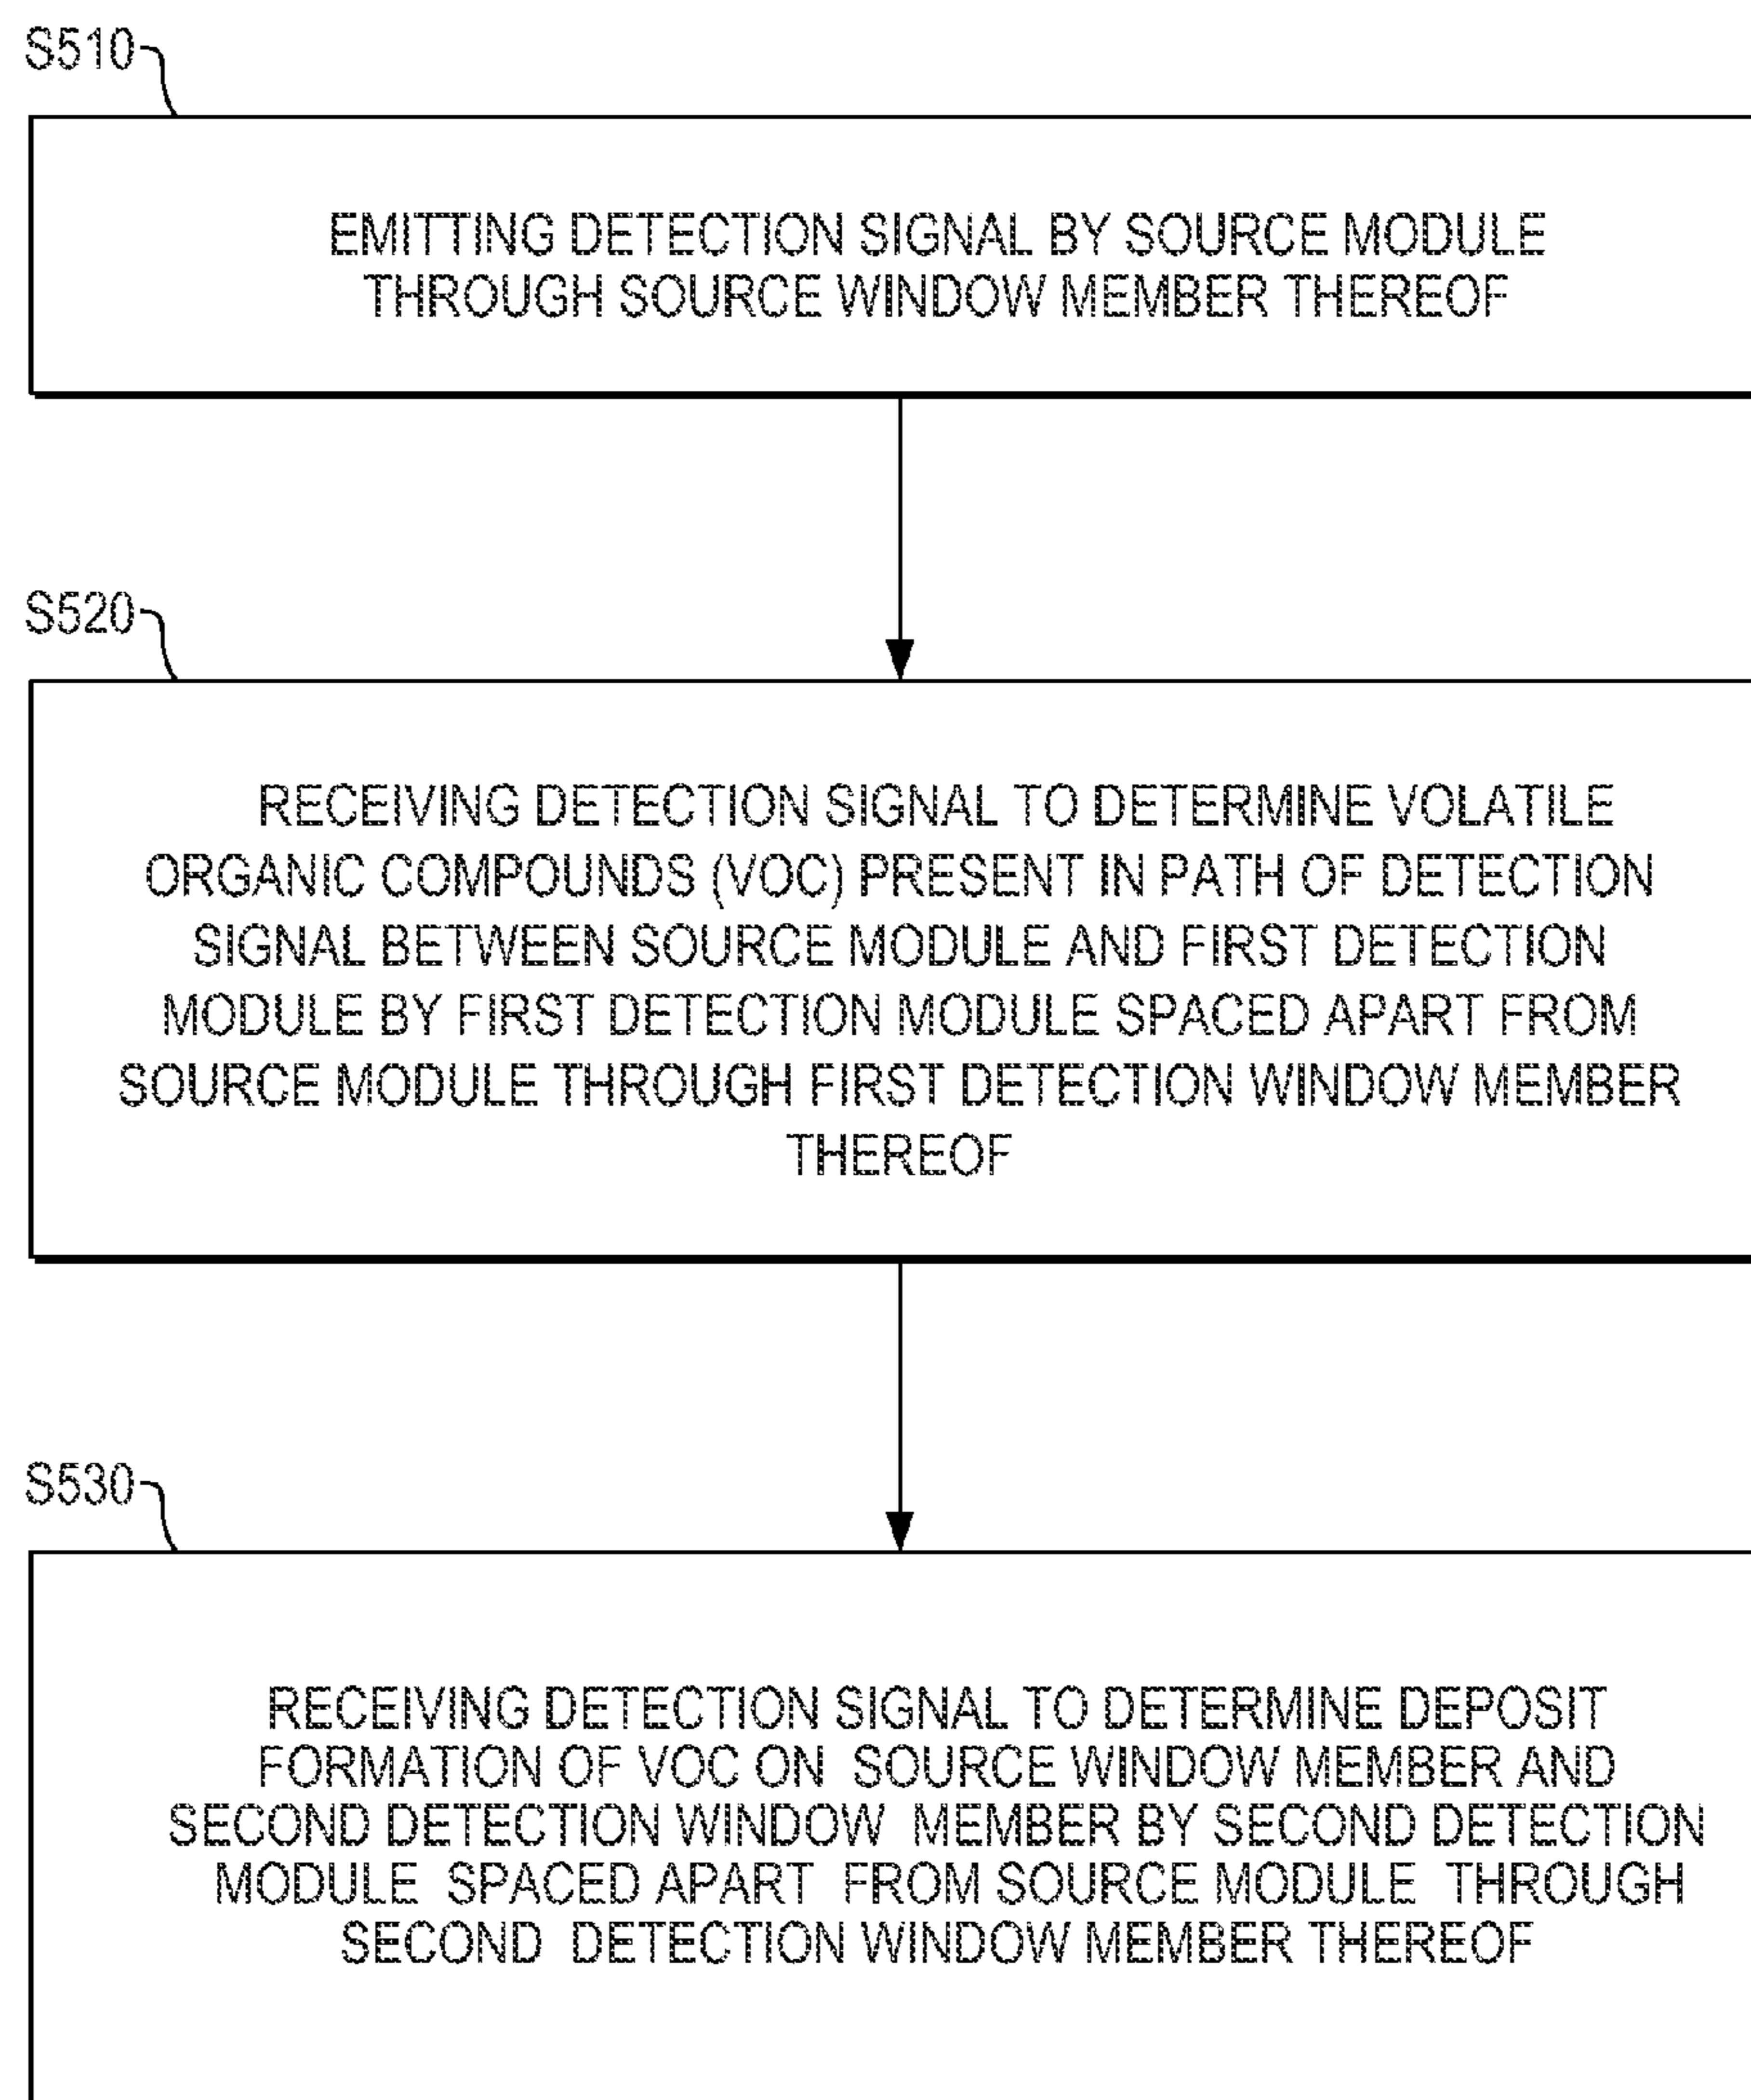 S510
EMITTING DETECTION SIGNAL BY SOURCE MODULE
THROUGH SOURCE WINDOW MEMBER THEREOF
S520
RECEIVING DETECTION SIGNAL TO DETERMINE VOLATILE
ORGANIC COMPOUNDS (VOC) PRESENT IN PATH OF DETECTION
SIGNAL BETWEEN SOURCE MODULE AND FIRST DETECTION
MODULE BY FIRST DETECTION MODULE SPACED APART FROM
SOURCE MODULE THROUGH FIRST DETECTION WINDOW MEMBER
THEREOF
S530
RECEIVING DETECTION SIGNAL TO DETERMINE DEPOSIT
FORMATION OF VOC ON SOURCE WINDOW MEMBER AND
SECOND DETECTION WINDOW MEMBER BY SECOND DETECTION
MODULE SPACED APART FROM SOURCE MODULE THROUGH
SECOND DETECTION WINDOW MEMBER THEREOF